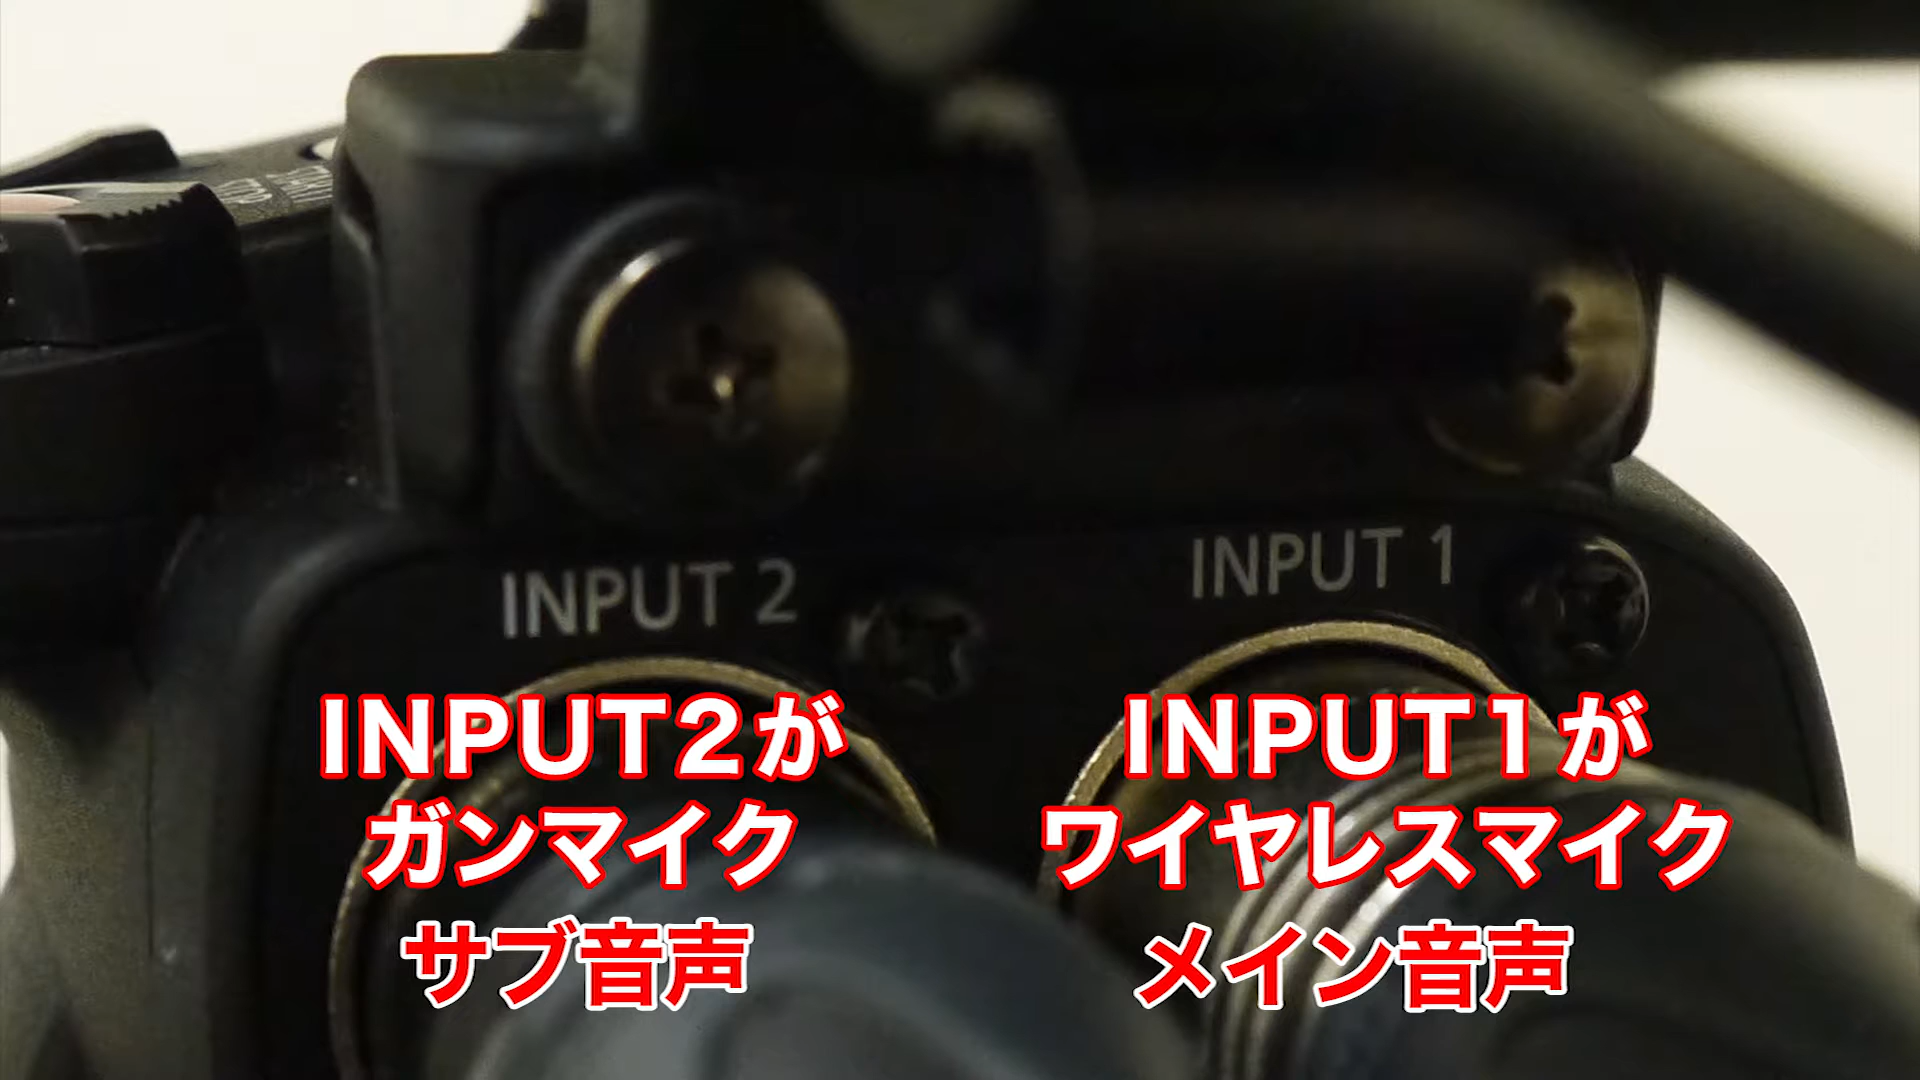 INPUT 2
INPUT 1
INPUT2が
ガンマイク
サブ音声
INPUT1が
ワイヤレスマイク
メイン音声